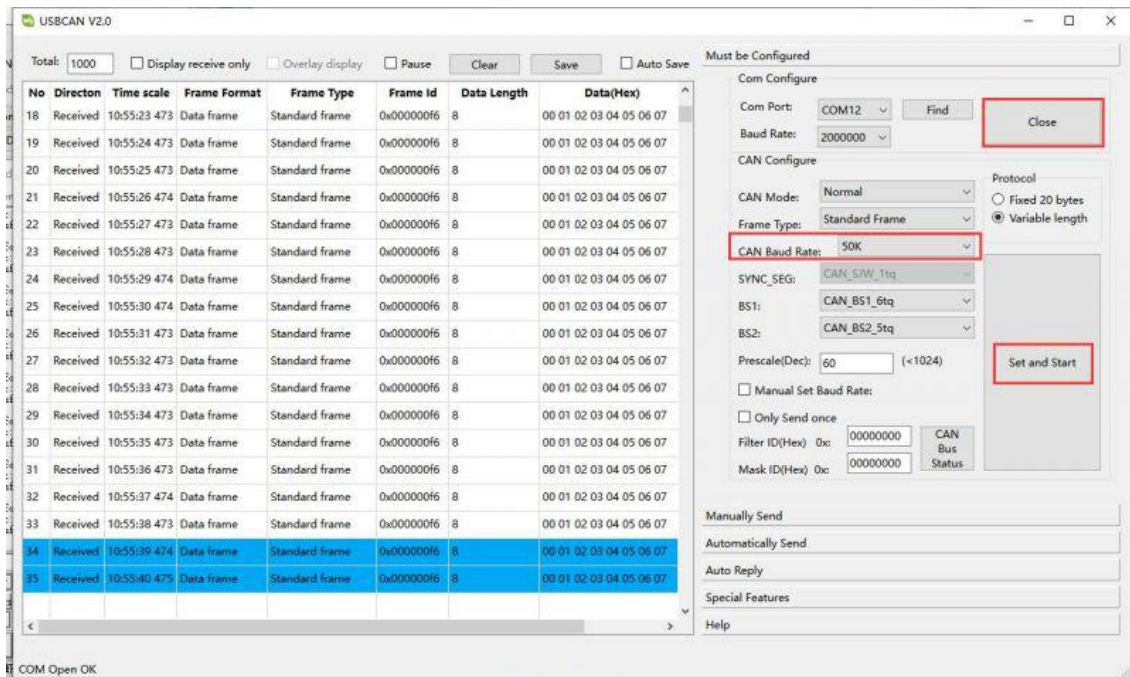 USBCAN V2.0
Total: 1000 Display receive only Overlay display Pause Clear Save Auto Save
No Directon Time scale Frame Format Frame Type Frame Id Data Length Data(Hex)
18 Received 10:55:23 473 Data frame Standard frame 0x000000f6 8 00 01 02 03 04 05 06 07
19 Received 10:55:24 473 Data frame Standard frame 0x000000f6 8 00 01 02 03 04 05 06 07
20 Received 10:55:25 473 Data frame Standard frame 0x000000f6 8 00 01 02 03 04 05 06 07
21 Received 10:55:26 474 Data frame Standard frame 0x000000f6 8 00 01 02 03 04 05 06 07
22 Received 10:55:27 473 Data frame Standard frame 0x000000f6 8 00 01 02 03 04 05 06 07
23 Received 10:55:28 473 Data frame Standard frame 0x000000f6 8 00 01 02 03 04 05 06 07
24 Received 10:55:29 474 Data frame Standard frame 0x000000f6 8 00 01 02 03 04 05 06 07
25 Received 10:55:30 474 Data frame Standard frame 0x000000f6 8 00 01 02 03 04 05 06 07
26 Received 10:55:31 473 Data frame Standard frame 0x000000f6 8 00 01 02 03 04 05 06 07
27 Received 10:55:32 473 Data frame Standard frame 0x000000f6 8 00 01 02 03 04 05 06 07
28 Received 10:55:33 473 Data frame Standard frame 0x000000f6 8 00 01 02 03 04 05 06 07
29 Received 10:55:34 473 Data frame Standard frame 0x000000f6 8 00 01 02 03 04 05 06 07
30 Received 10:55:35 473 Data frame Standard frame 0x000000f6 8 00 01 02 03 04 05 06 07
31 Received 10:55:36 473 Data frame Standard frame 0x000000f6 8 00 01 02 03 04 05 06 07
32 Received 10:55:37 474 Data frame Standard frame 0x000000f6 8 00 01 02 03 04 05 06 07
33 Received 10:55:38 473 Data frame Standard frame 0x000000f6 8 00 01 02 03 04 05 06 07
34 Received 10:55:39 474 Data frame Standard frame 0x000000f6 8 00 01 02 03 04 05 06 07
35 Received 10:55:40 475 Data frame Standard frame 0x000000f6 8 00 01 02 03 04 05 06 07
COM Open OK
Must be Configured
Com Configure
Com Port: COM12 Find
Baud Rate: 2000000
Close
CAN Configure
CAN Mode: Normal
Frame Type: Standard Frame
CAN Baud Rate: 50K
SYNC_SEG: CAN_SJW_1tq
BS1: CAN_BS1_6tq
BS2: CAN_BS2_5tq
Prescale(Dec): 60 (<1024)
Manual Set Baud Rate:
Only Send once
Filter ID(Hex) 0x: 00000000
Mask ID(Hex) 0x: 00000000
CAN
Bus
Status
Protocol
Fixed 20 bytes
Variable length
Set and Start
Manually Send
Automatically Send
Auto Reply
Special Features
Help